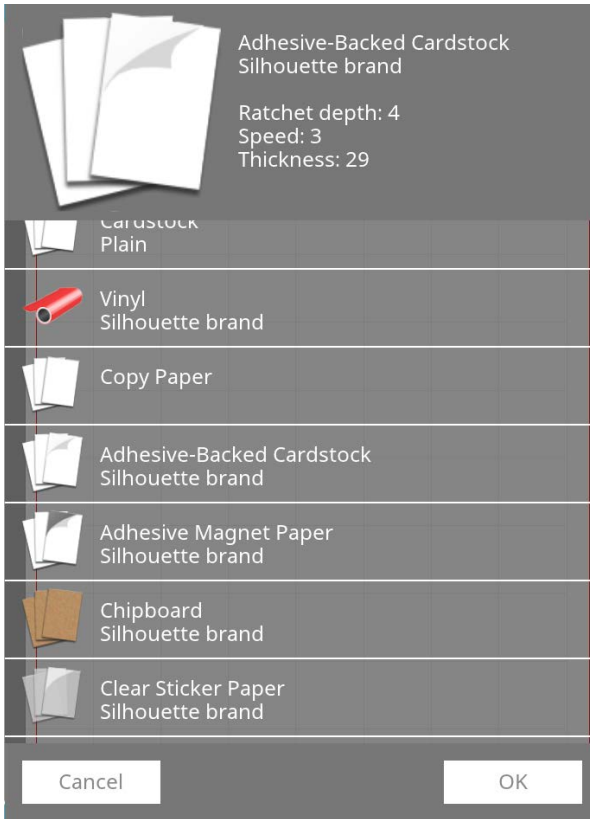 Adhesive-Backed Cardstock
Silhouette brand
Ratchet depth: 4
Speed: 3
Thickness: 29
Cardstock
Plain
Vinyl
Silhouette brand
Copy Paper
Adhesive-Backed Cardstock
Silhouette brand
Adhesive Magnet Paper
Silhouette brand
Chipboard
Silhouette brand
Clear Sticker Paper
Silhouette brand
Cancel
OK